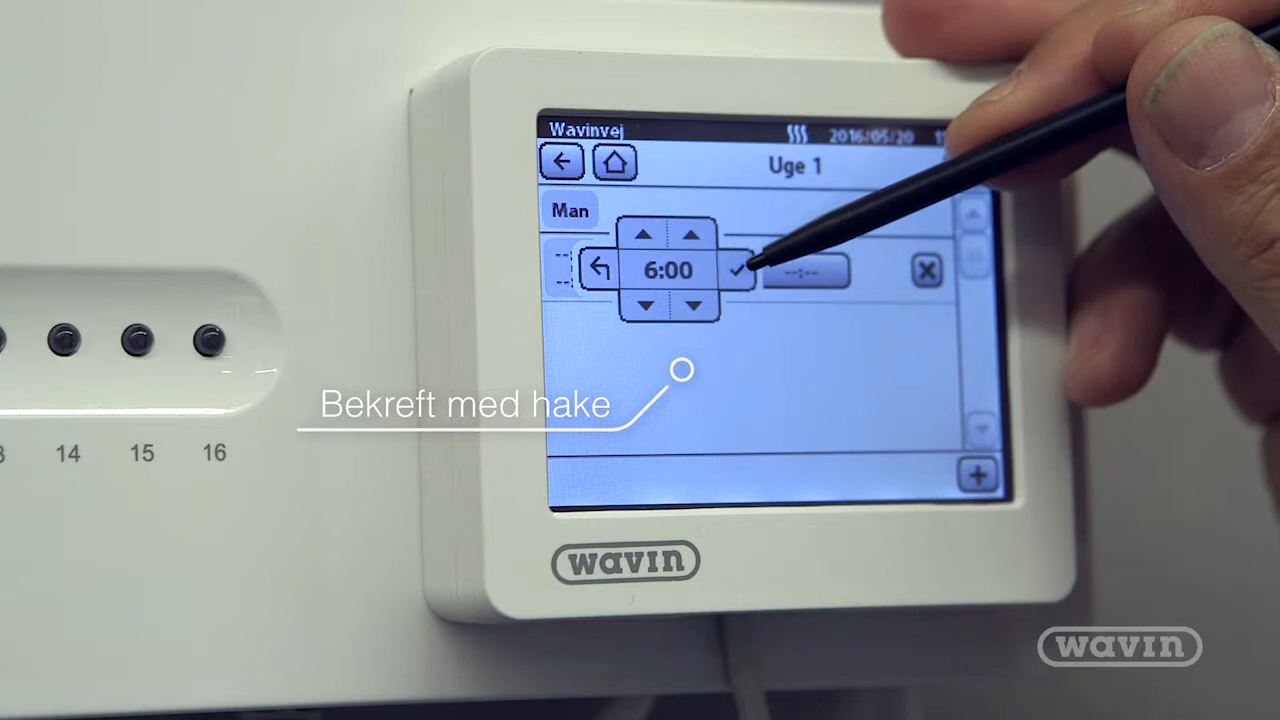 Wavinvej 2016/05/20
Uge 1
Man
--
--
6:00
--:--
Bekreft med hake
14 15 16
wavin
wavin